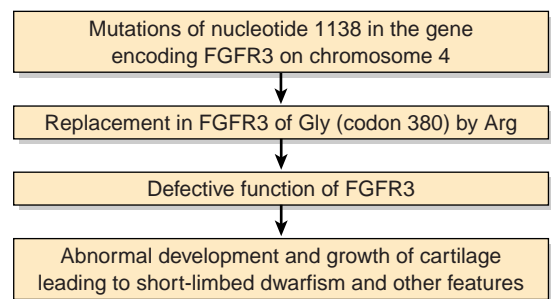 Mutations of nucleotide 1138 in the gene
encoding FGFR3 on chromosome 4
Replacement in FGFR3 of Gly (codon 380) by Arg
Defective function of FGFR3
Abnormal development and growth of cartilage
leading to short-limbed dwarfism and other features